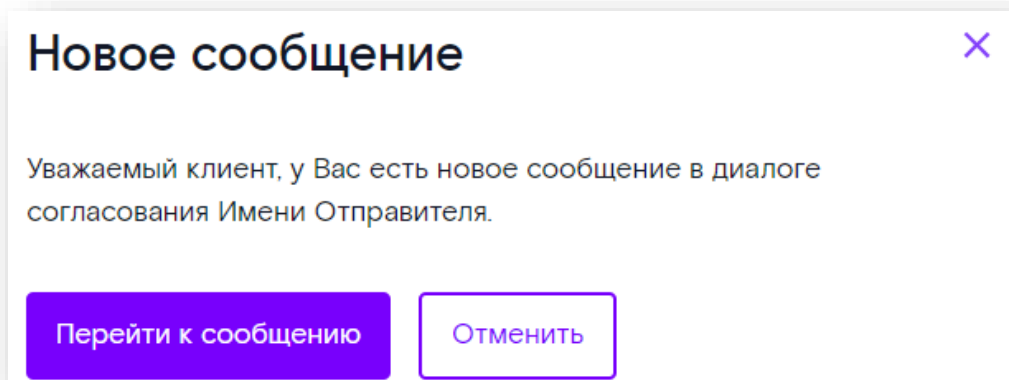 Новое сообщение
Уважаемый клиент, у Вас есть новое сообщение в диалоге
согласования Имени Отправителя.
Перейти к сообщению
Отменить